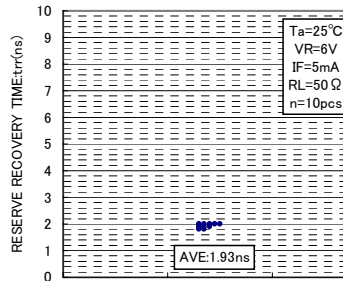 RESERVE RECOVERY TIME:trr(ns)
10
9
8
7
6
5
4
3
2
1
0
Ta=25℃
VR=6V
IF=5mA
RL=50Ω
n=10pcs
AVE:1.93ns